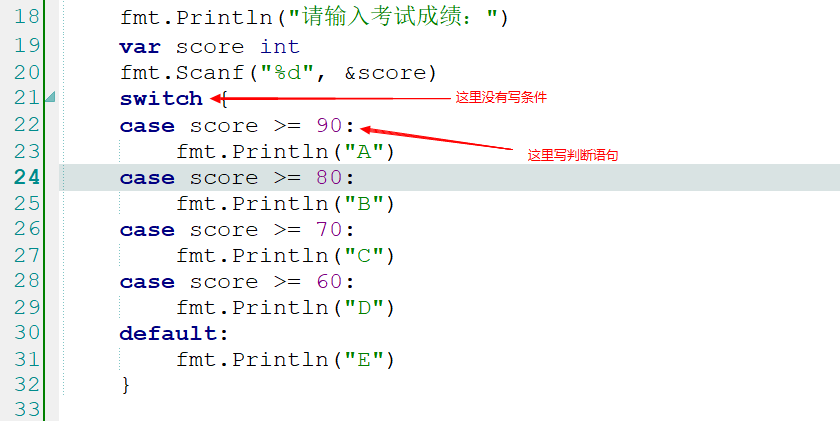 18 fmt.Println("请输入考试成绩：")
19 var score int
20 fmt.Scanf("%d", &score)
21 switch { 这里没有写条件
22 case score >= 90:
23 fmt.Println("A") 这里写判断语句
24 case score >= 80:
25 fmt.Println("B")
26 case score >= 70:
27 fmt.Println("C")
28 case score >= 60:
29 fmt.Println("D")
30 default:
31 fmt.Println("E")
32 }
33